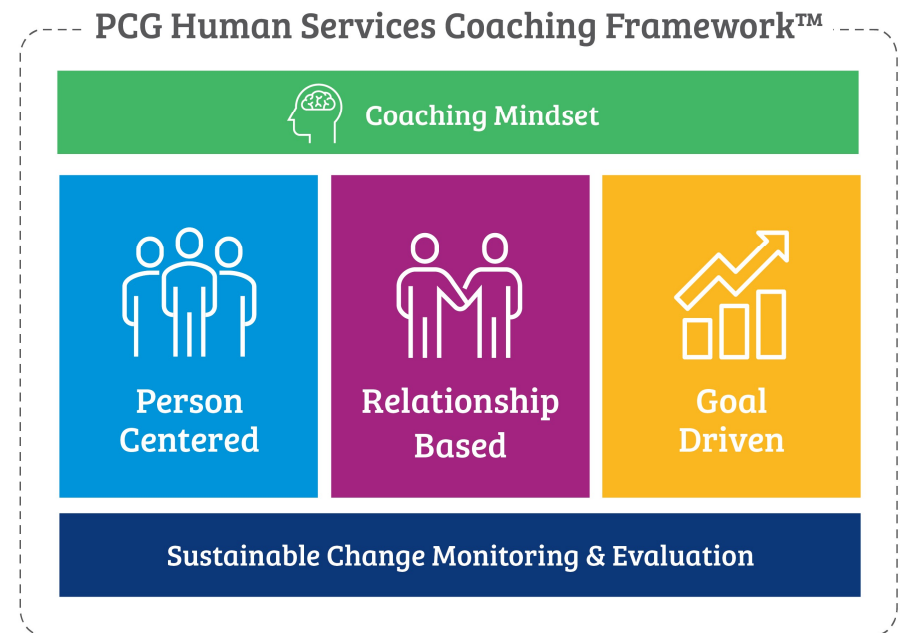 PCG Human Services Coaching Framework™
Coaching Mindset
Person
Centered
Relationship
Based
Goal
Driven
Sustainable Change Monitoring & Evaluation